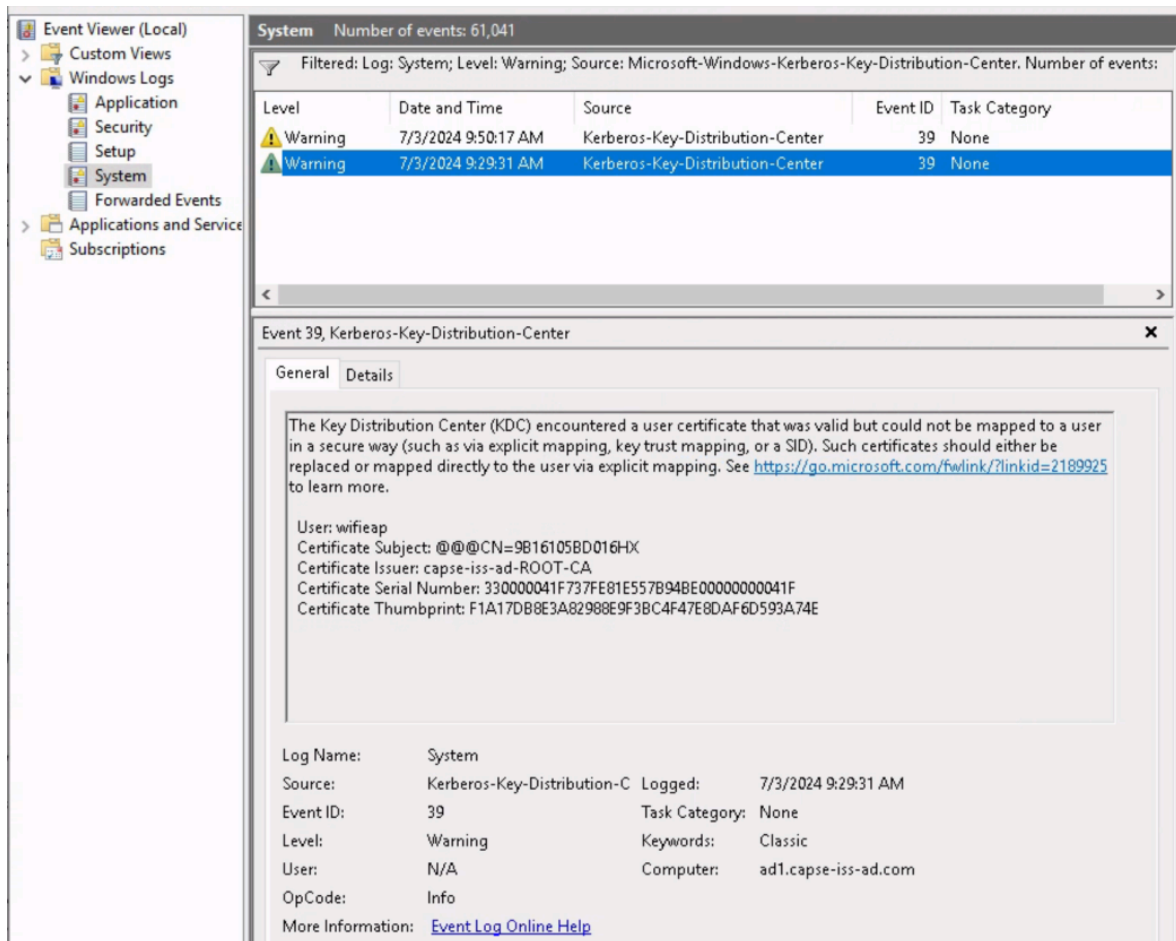 Event Viewer (Local)
Custom Views
Windows Logs
Application
Security
Setup
System
Forwarded Events
Applications and Service
Subscriptions
System Number of events: 61,041
Filtered: Log: System; Level: Warning; Source: Microsoft-Windows-Kerberos-Key-Distribution-Center. Number of events:
Level Date and Time Source Event ID Task Category
Warning 7/3/2024 9:50:17 AM Kerberos-Key-Distribution-Center 39 None
Warning 7/3/2024 9:29:31 AM Kerberos-Key-Distribution-Center 39 None
Event 39, Kerberos-Key-Distribution-Center
General Details
The Key Distribution Center (KDC) encountered a user certificate that was valid but could not be mapped to a user
in a secure way (such as via explicit mapping, key trust mapping, or a SID). Such certificates should either be
replaced or mapped directly to the user via explicit mapping. See https://go.microsoft.com/fwlink/?linkid=2189925
to learn more.
User: wifieap
Certificate Subject: @@@CN=9B16105BD016HX
Certificate Issuer: capse-iss-ad-ROOT-CA
Certificate Serial Number: 330000041F737FE81E557B94BE00000000041F
Certificate Thumbprint: F1A17DB8E3A82988E9F3BC4F47E8DAF6D593A74E
Log Name: System
Source: Kerberos-Key-Distribution-C Logged: 7/3/2024 9:29:31 AM
Event ID: 39 Task Category: None
Level: Warning Keywords: Classic
User: N/A Computer: ad1.capse-iss-ad.com
OpCode: Info
More Information: Event Log Online Help